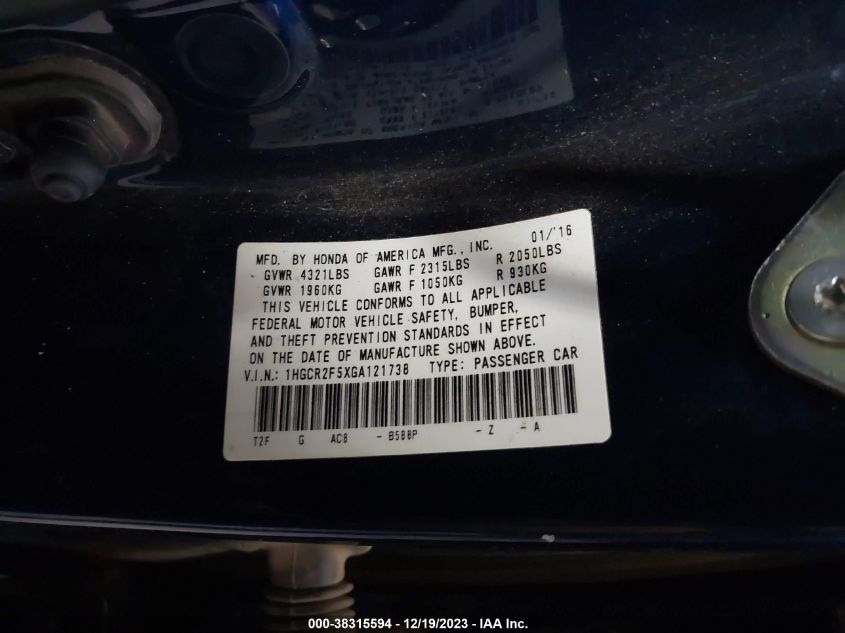 MFD. BY HONDA OF AMERICA MFG., INC. 01/'16
GVWR 4321LBS GAWR F 2315LBS R 2050LBS
GVWR 1960KG GAWR F 1050KG R 930KG
THIS VEHICLE CONFORMS TO ALL APPLICABLE
FEDERAL MOTOR VEHICLE SAFETY, BUMPER,
AND THEFT PREVENTION STANDARDS IN EFFECT
ON THE DATE OF MANUFACTURE SHOWN ABOVE.
V.I.N.: 1HGCR2F5XGA121738 TYPE: PASSENGER CAR
T2F G AC8 - B588P - Z - A
000-38315594 - 12/19/2023 - IAA Inc.